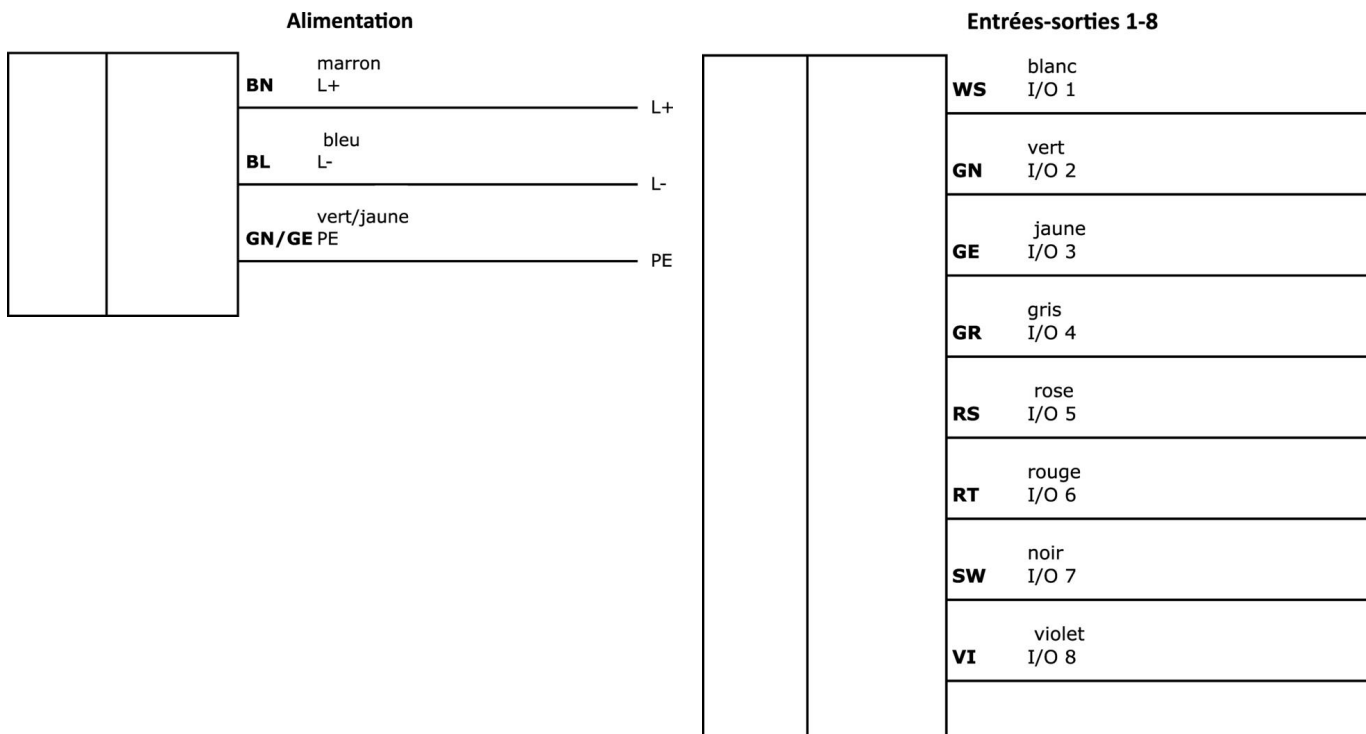 Alimentation
marron
BN L+
L+
bleu
BL L-
L-
vert/jaune
GN/GE PE
PE
Entrées-sorties 1-8
blanc
WS I/O 1
vert
GN I/O 2
jaune
GE I/O 3
gris
GR I/O 4
rose
RS I/O 5
rouge
RT I/O 6
noir
SW I/O 7
violet
VI I/O 8